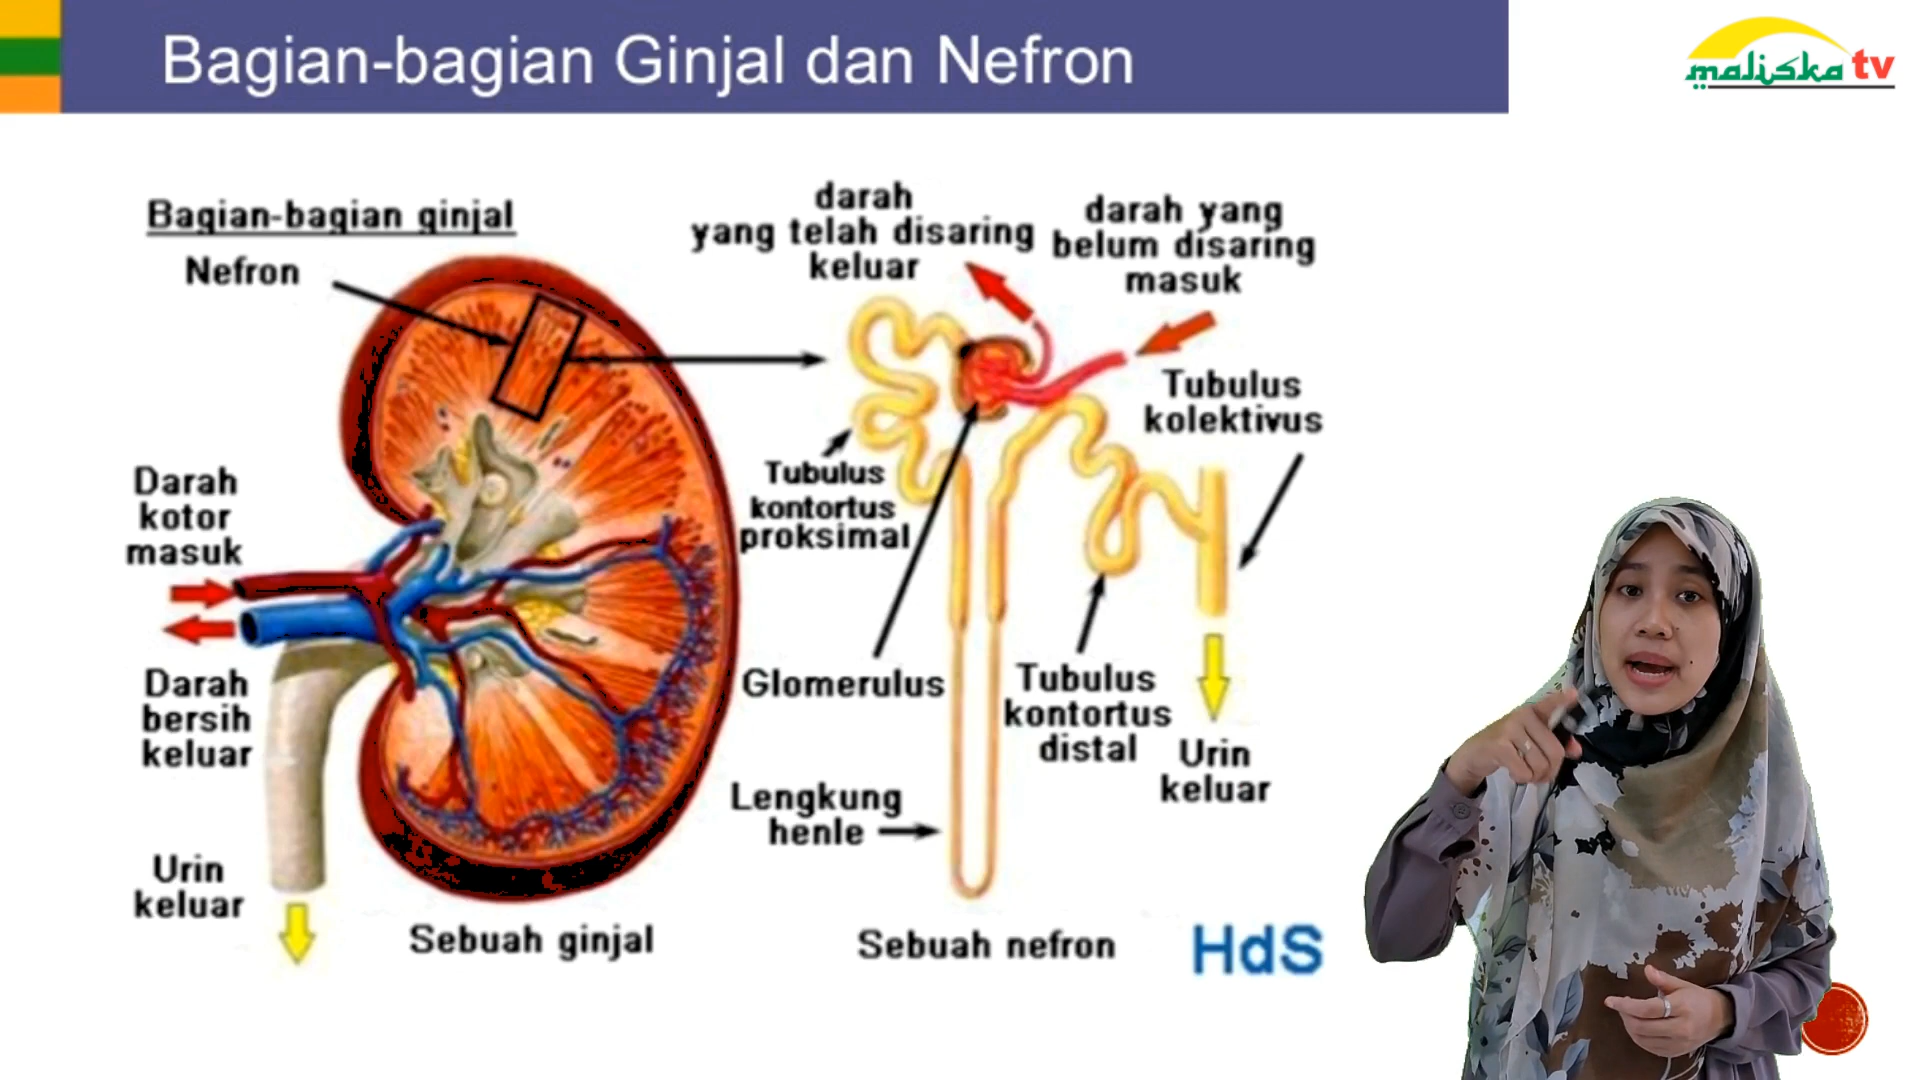 Bagian-bagian Ginjal dan Nefron
maliska tv
Bagian-bagian ginjal
Nefron
Darah
kotor
masuk
Darah
bersih
keluar
Urin
keluar
Sebuah ginjal
darah
yang telah disaring
keluar
darah yang
belum disaring
masuk
Tubulus
kolektivus
Tubulus
kontortus
proksimal
Glomerulus
Tubulus
kontortus
distal
Urin
keluar
Lengkung
henle
Sebuah nefron
HdS